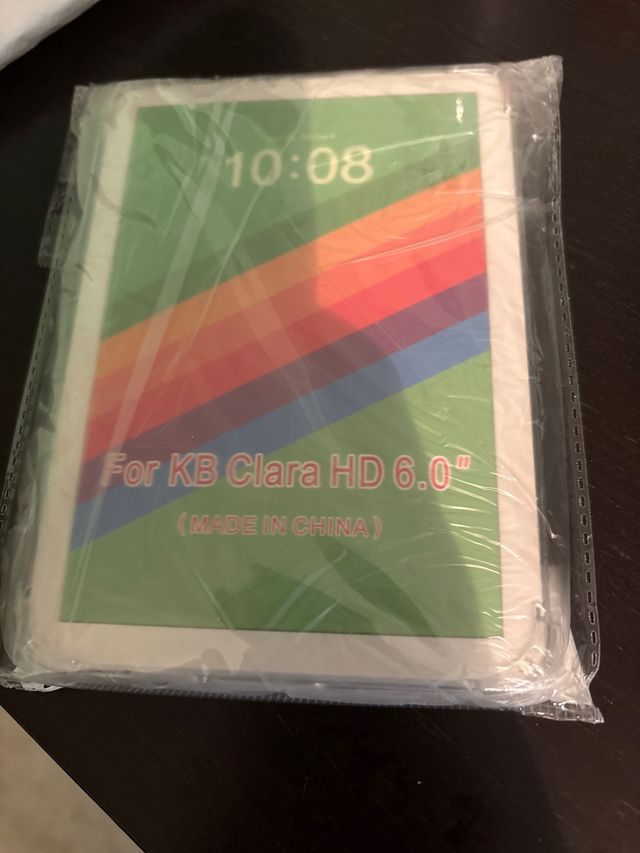 10:08
For KB Clara HD 6.0"
(MADE IN CHINA)